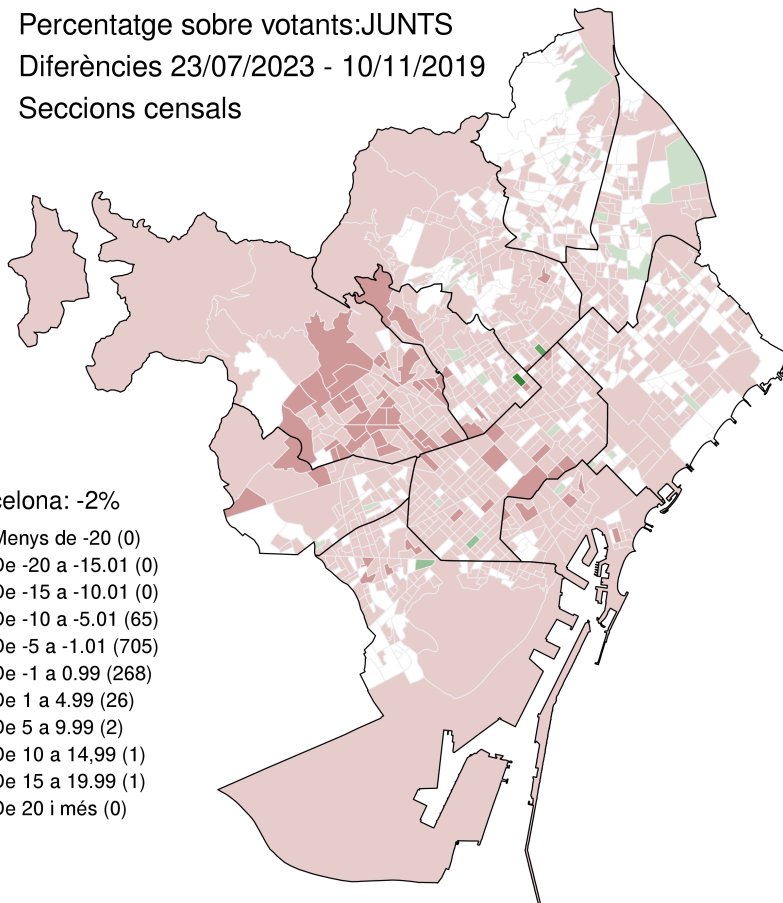 Percentatge sobre votants:JUNTS
Diferències 23/07/2023 - 10/11/2019
Seccions censals
celona: -2%
Menys de -20 (0)
De -20 a -15.01 (0)
De -15 a -10.01 (0)
De -10 a -5.01 (65)
De -5 a -1.01 (705)
De -1 a 0.99 (268)
De 1 a 4.99 (26)
De 5 a 9.99 (2)
De 10 a 14,99 (1)
De 15 a 19.99 (1)
De 20 i més (0)